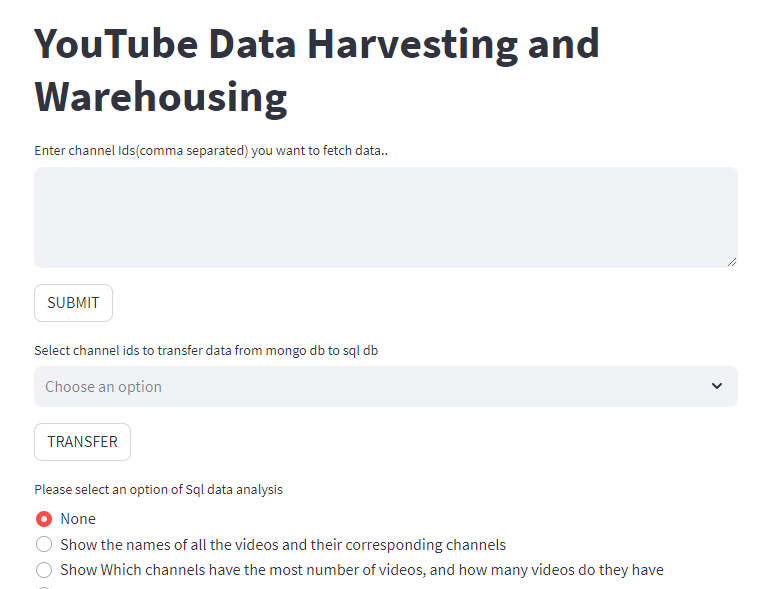 YouTube Data Harvesting and
Warehousing
Enter channel Ids(comma separated) you want to fetch data..
SUBMIT
Select channel ids to transfer data from mongo db to sql db
Choose an option
TRANSFER
Please select an option of Sql data analysis
None
Show the names of all the videos and their corresponding channels
Show Which channels have the most number of videos, and how many videos do they have